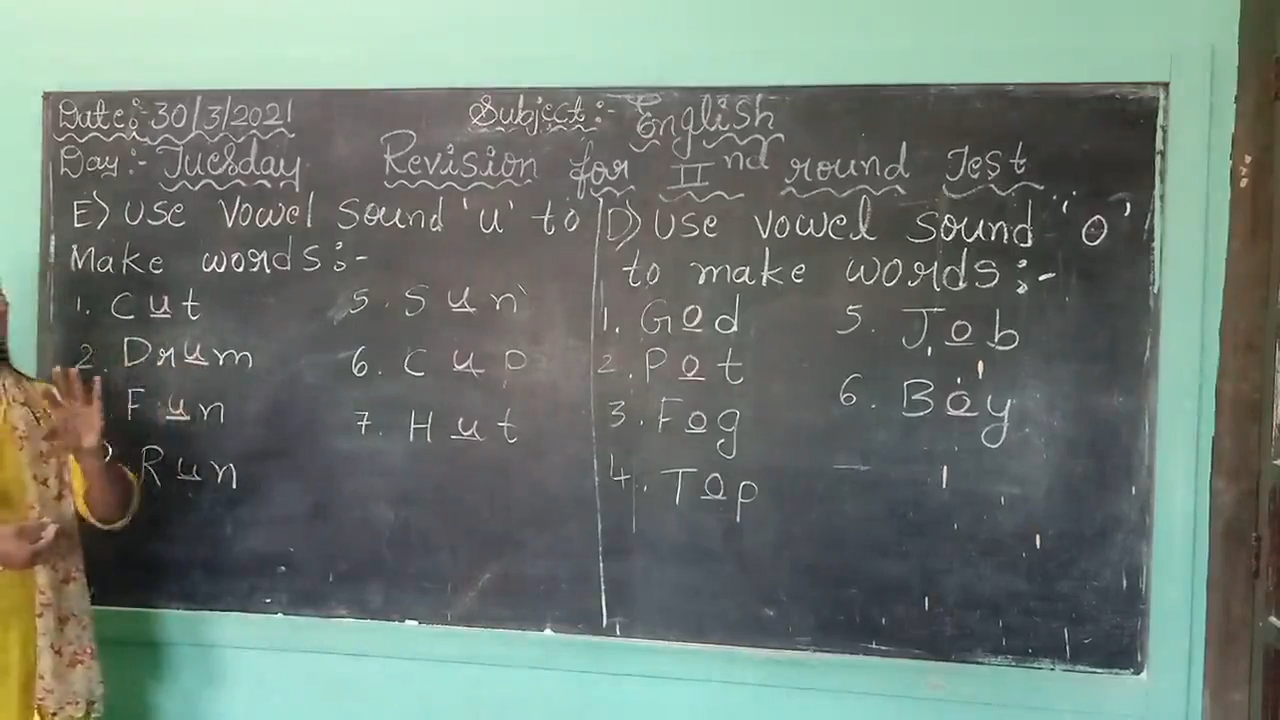 Date:- 30/3/2021
Subject:- English
Day:- Tuesday
Revision for IInd round Test
E) Use Vowel Sound 'u' to
Make words:-
1. Cut
2. Drum
Fun
Run
5. Sun
6. Cup
7. Hut
D) Use vowel sound 'o'
to make words:-
1. God
2. Pot
3. Fog
4. Top
5. Job
6. Boy